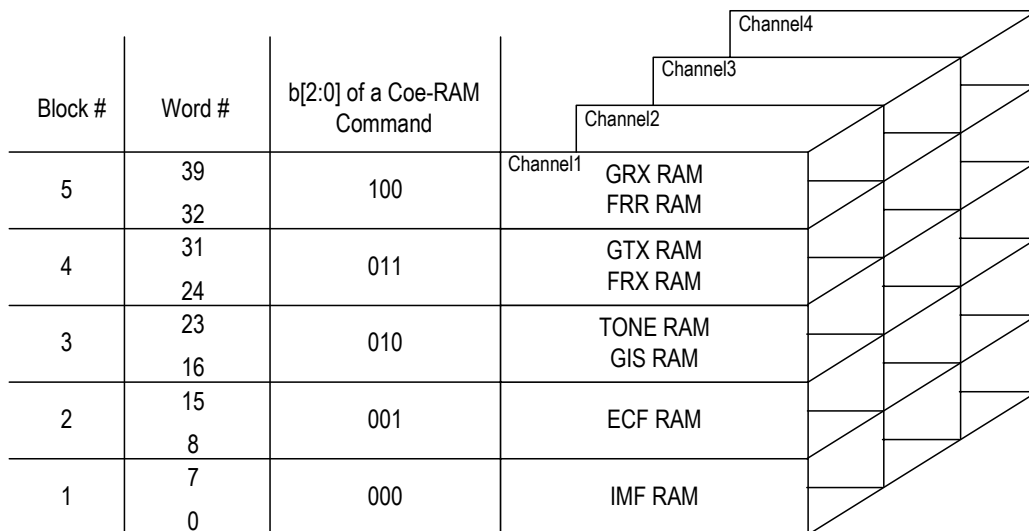 Channel4
Channel3
Channel2
Channel1
Block #
Word #
b[2:0] of a Coe-RAM
Command
5
39
32
100
GRX RAM
FRR RAM
4
31
24
011
GTX RAM
FRX RAM
3
23
16
010
TONE RAM
GIS RAM
2
15
8
001
ECF RAM
1
7
0
000
IMF RAM